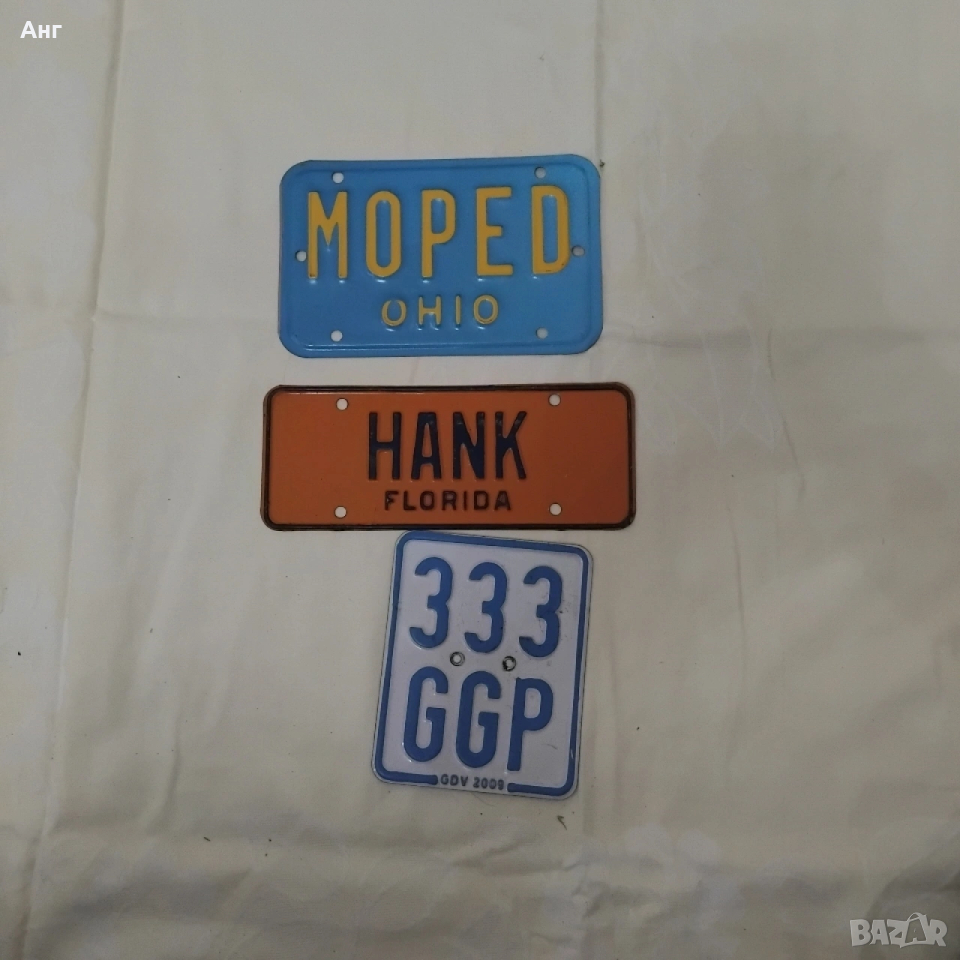 Анг
MOPED
OHIO
HANK
FLORIDA
333
GGP
GDV 2009
BAZAR